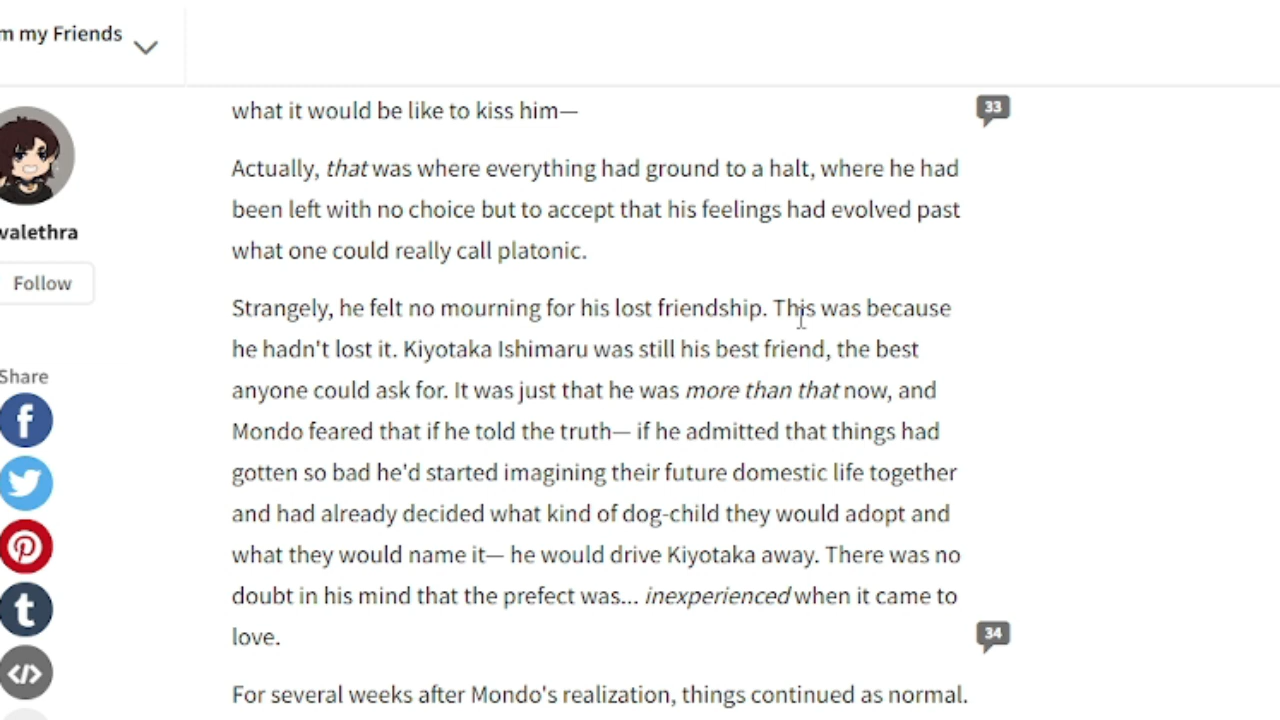 m my Friends
what it would be like to kiss him—
33
Actually, that was where everything had ground to a halt, where he had
been left with no choice but to accept that his feelings had evolved past
what one could really call platonic.
valethra
Follow
Strangely, he felt no mourning for his lost friendship. This was because
he hadn't lost it. Kiyotaka Ishimaru was still his best friend, the best
anyone could ask for. It was just that he was more than that now, and
Mondo feared that if he told the truth— if he admitted that things had
gotten so bad he'd started imagining their future domestic life together
and had already decided what kind of dog-child they would adopt and
what they would name it— he would drive Kiyotaka away. There was no
doubt in his mind that the prefect was... inexperienced when it came to
love.
34
Share
For several weeks after Mondo's realization, things continued as normal.